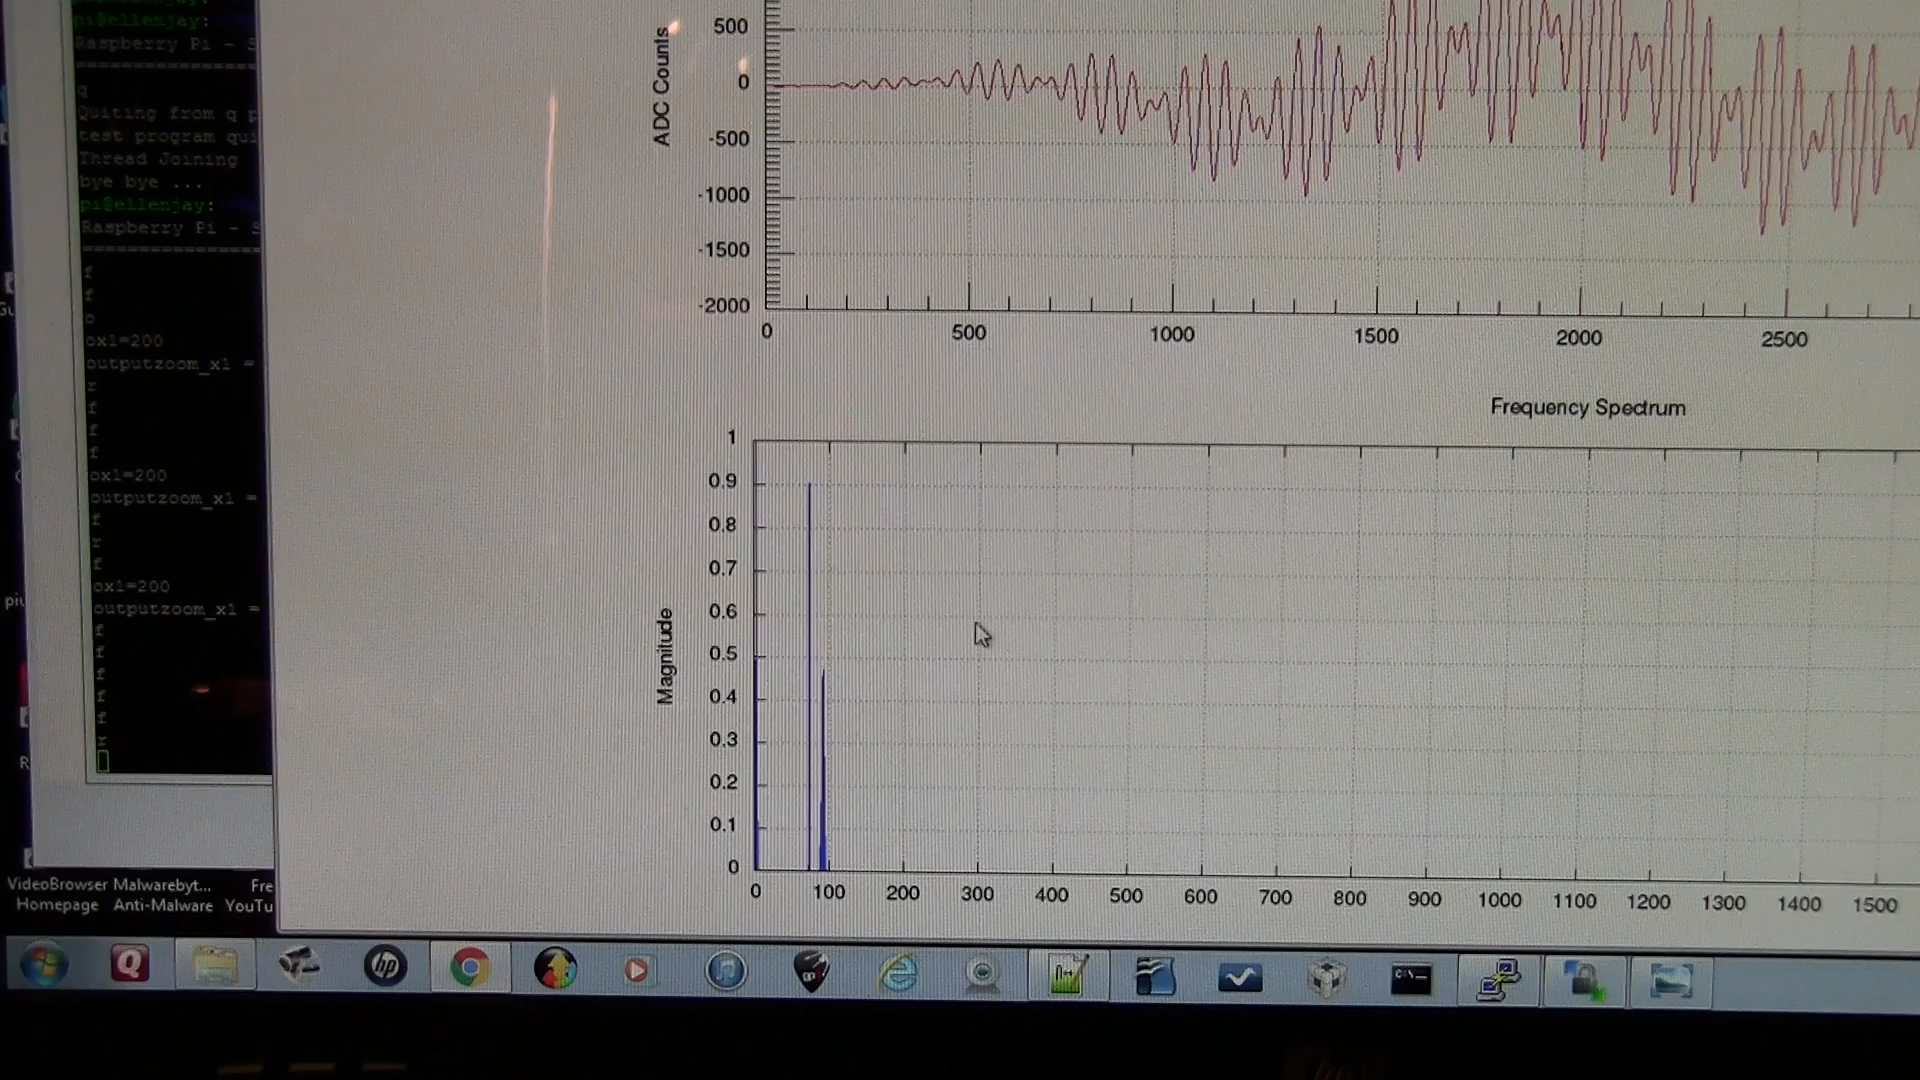 pi@ellenjay:
Raspberry Pi - S
====================
q
Quiting from q p
test program qui
Thread Joining
bye bye ...
pi@ellenjay:
Raspberry Pi - S
====================
o
ox1=200
outputzoom_x1 =
ox1=200
outputzoom_x1 =
ox1=200
outputzoom_x1 =
VideoBrowser Malwarebyt... Fre
Homepage Anti-Malware YouTu
ADC Counts
500
0
-500
-1000
-1500
-2000
0 500 1000 1500 2000 2500
Frequency Spectrum
Magnitude
1
0.9
0.8
0.7
0.6
0.5
0.4
0.3
0.2
0.1
0
0 100 200 300 400 500 600 700 800 900 1000 1100 1200 1300 1400 1500
Q
hp
GP
C:\_